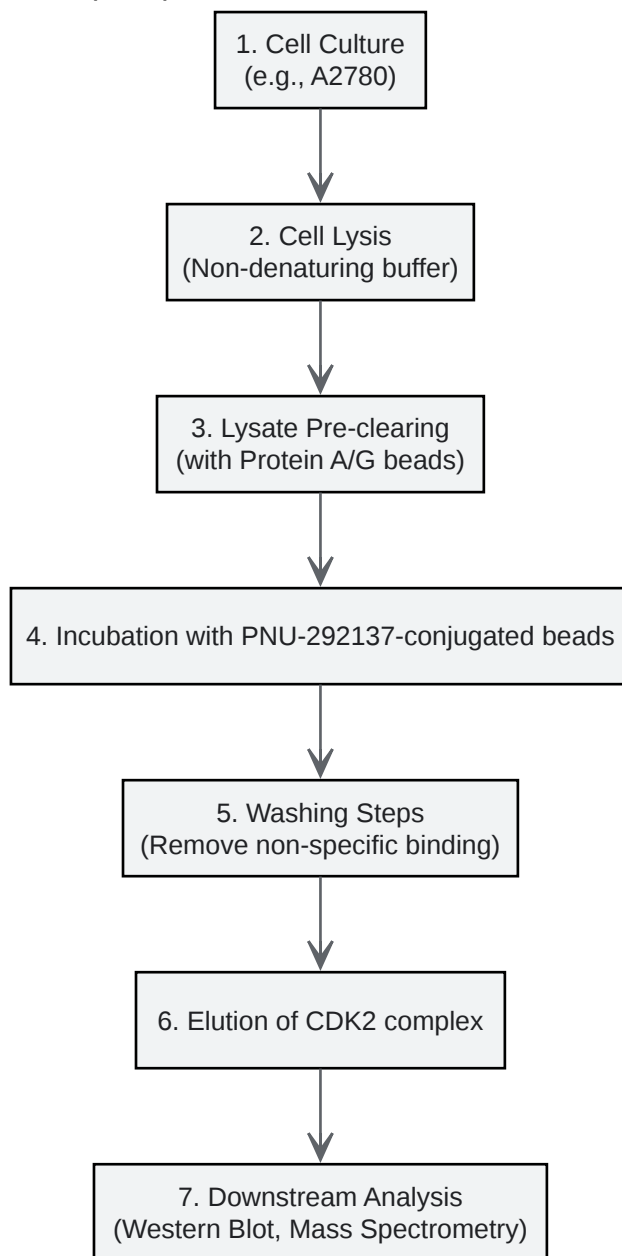 1. Cell Culture
(e.g., A2780)
2. Cell Lysis
(Non-denaturing buffer)
3. Lysate Pre-clearing
(with Protein A/G beads)
4. Incubation with PNU-292137-conjugated beads
5. Washing Steps
(Remove non-specific binding)
6. Elution of CDK2 complex
7. Downstream Analysis
(Western Blot, Mass Spectrometry)